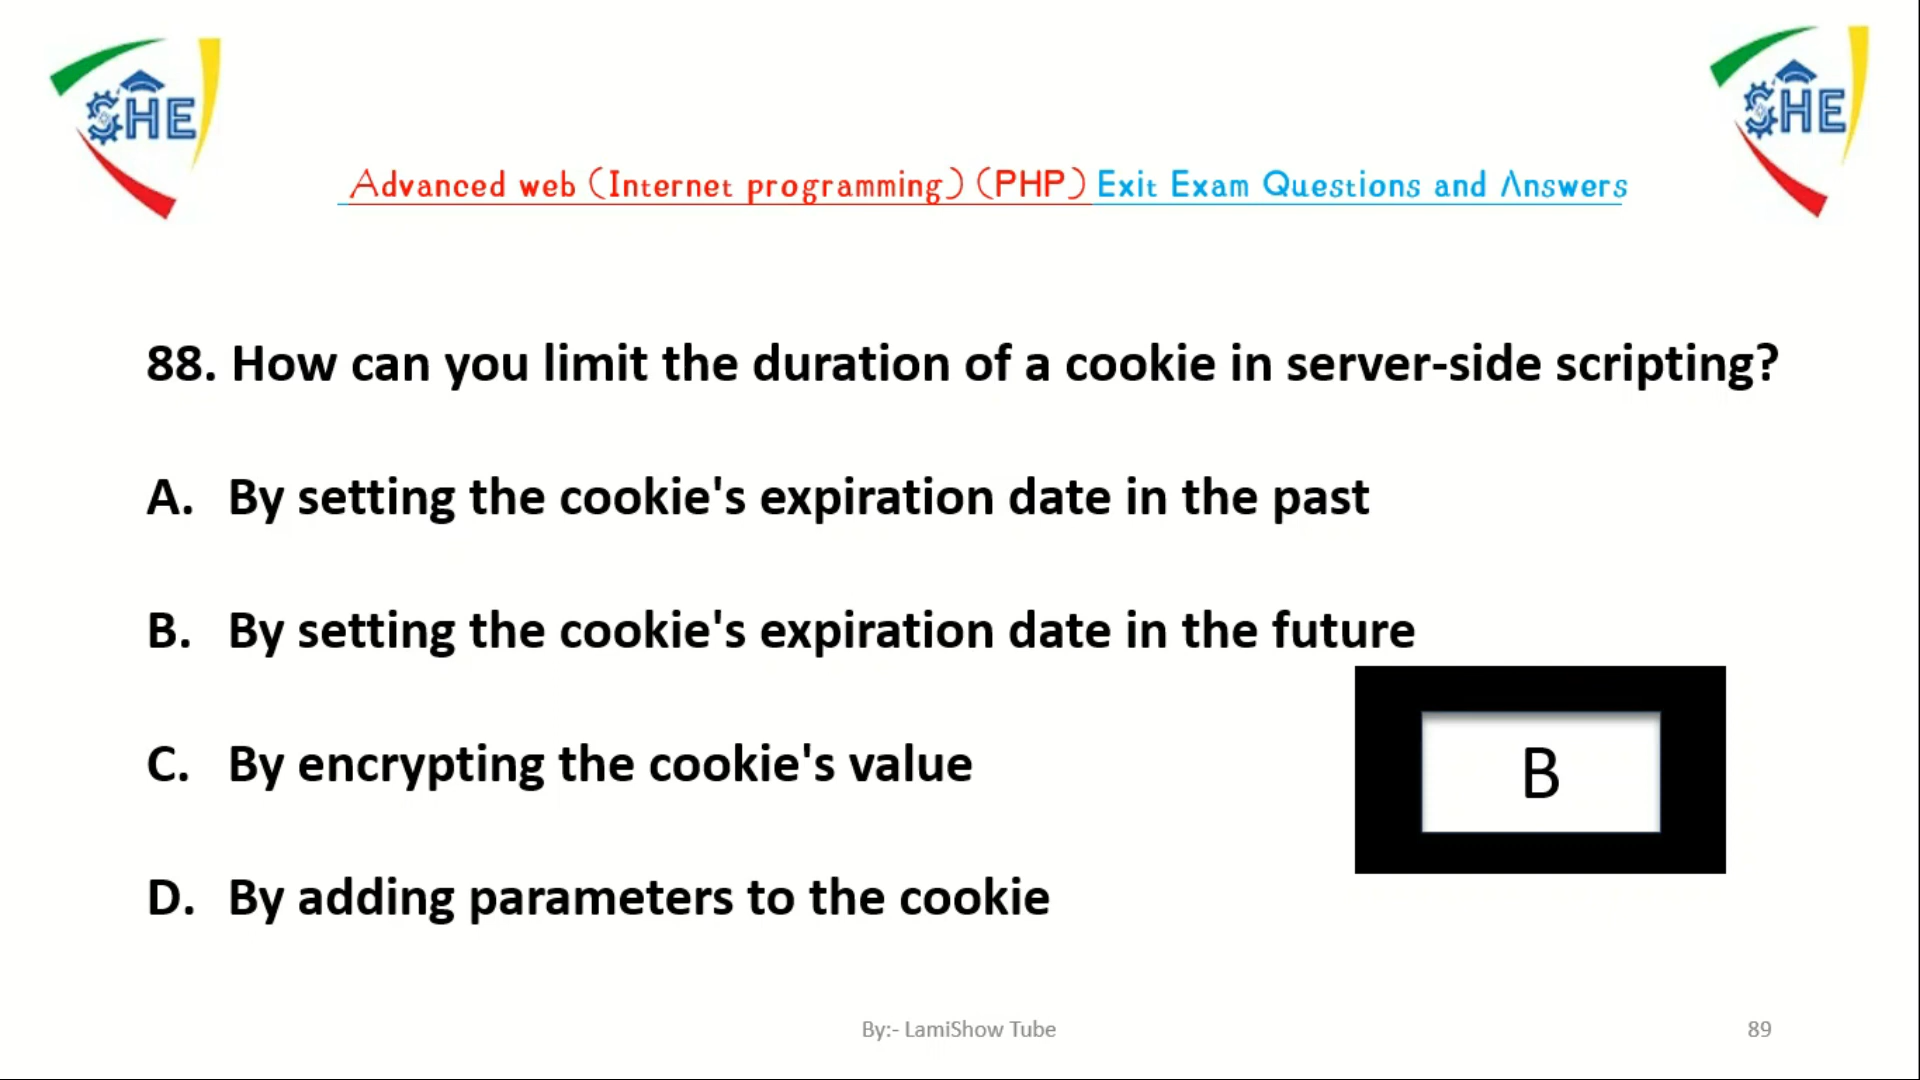 SHE
SHE
Advanced web (Internet programming) (PHP) Exit Exam Questions and Answers
88. How can you limit the duration of a cookie in server-side scripting?
A. By setting the cookie's expiration date in the past
B. By setting the cookie's expiration date in the future
C. By encrypting the cookie's value
B
D. By adding parameters to the cookie
By:- LamiShow Tube
89